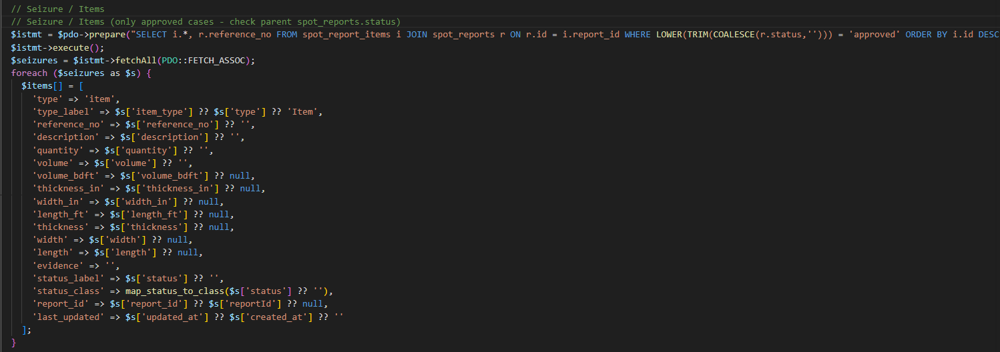 // Seizure / Items
// Seizure / Items (only approved cases - check parent spot_reports.status)
$istmt = $pdo->prepare("SELECT i.*, r.reference_no FROM spot_report_items i JOIN spot_reports r ON r.id = i.report_id WHERE LOWER(TRIM(COALESCE(r.status,''))) = 'approved' ORDER BY i.id DESC
$istmt->execute();
$seizures = $istmt->fetchAll(PDO::FETCH_ASSOC);
foreach ($seizures as $s) {
  $items[] = [
    'type' => 'item',
    'type_label' => $s['item_type'] ?? $s['type'] ?? 'Item',
    'reference_no' => $s['reference_no'] ?? '',
    'description' => $s['description'] ?? '',
    'quantity' => $s['quantity'] ?? '',
    'volume' => $s['volume'] ?? '',
    'volume_bdft' => $s['volume_bdft'] ?? null,
    'thickness_in' => $s['thickness_in'] ?? null,
    'width_in' => $s['width_in'] ?? null,
    'length_ft' => $s['length_ft'] ?? null,
    'thickness' => $s['thickness'] ?? null,
    'width' => $s['width'] ?? null,
    'length' => $s['length'] ?? null,
    'evidence' => '',
    'status_label' => $s['status'] ?? '',
    'status_class' => map_status_to_class($s['status'] ?? ''),
    'report_id' => $s['report_id'] ?? $s['reportId'] ?? null,
    'last_updated' => $s['updated_at'] ?? $s['created_at'] ?? ''
  ];
}